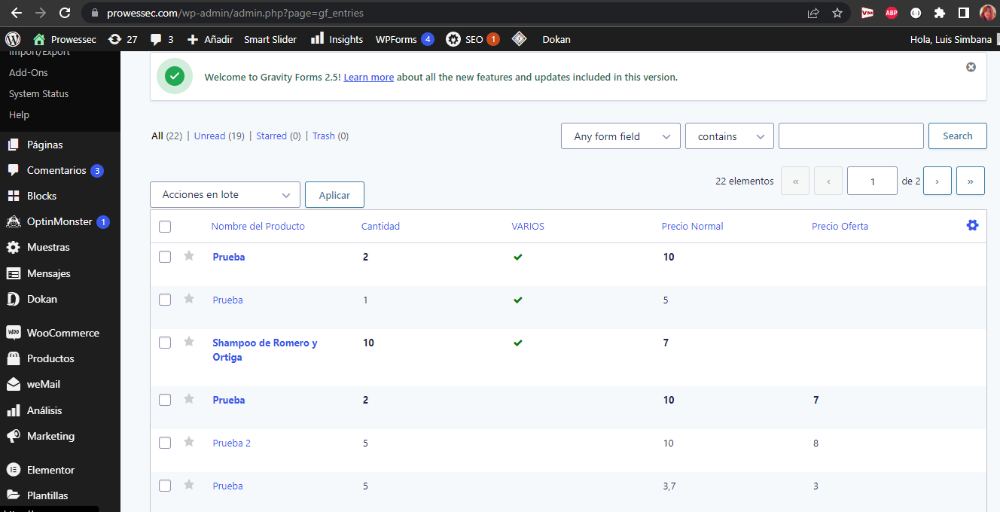 prowessec.com/wp-admin/admin.php?page=gf_entries
VM ABP
Prowessec 27 3 Añadir Smart Slider Insights WPForms 4 SEO 1 Dokan Hola, Luis Simbana
Import/Export
Add-Ons
System Status
Help
Páginas
Comentarios 3
Blocks
OptinMonster 1
Muestras
Mensajes
Dokan
WooCommerce
Productos
weMail
Análisis
Marketing
Elementor
Plantillas
Welcome to Gravity Forms 2.5! Learn more about all the new features and updates included in this version.
All (22) | Unread (19) | Starred (0) | Trash (0)
Any form field contains Search
22 elementos « ‹ 1 de 2 › »
Acciones en lote Aplicar
Nombre del Producto Cantidad VARIOS Precio Normal Precio Oferta
Prueba 2 10
Prueba 1 5
Shampoo de Romero y Ortiga 10 7
Prueba 2 10 7
Prueba 2 5 10 8
Prueba 5 3,7 3